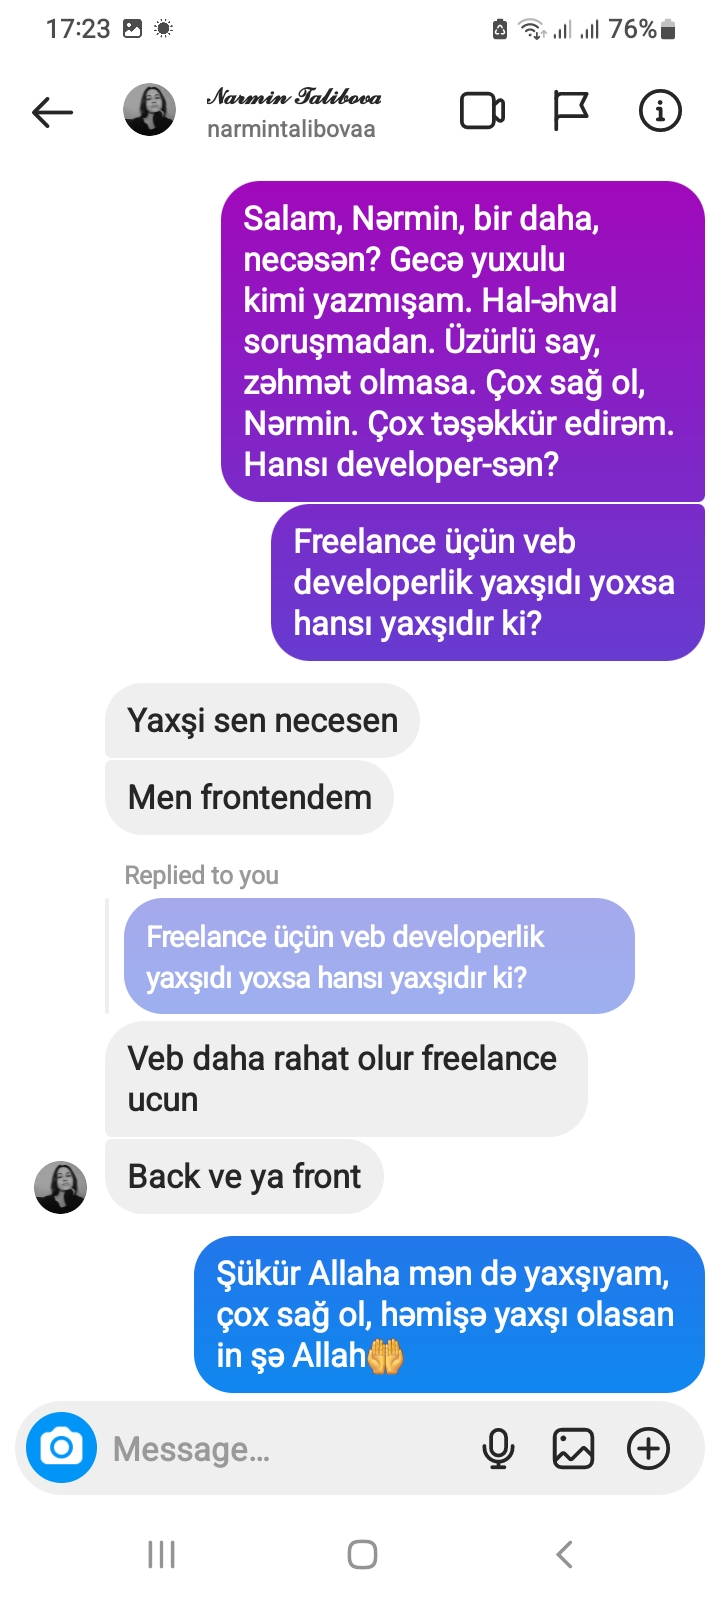 17:23
76%
Narmin Talibova
narmintalibovaa
Salam, Nərmin, bir daha,
necəsən? Gecə yuxulu
kimi yazmışam. Hal-əhval
soruşmadan. Üzürlü say,
zəhmət olmasa. Çox sağ ol,
Nərmin. Çox təşəkkür edirəm.
Hansı developer-sən?
Freelance üçün veb
developerlik yaxşıdı yoxsa
hansı yaxşıdır ki?
Yaxşi sen necesen
Men frontendem
Replied to you
Freelance üçün veb developerlik
yaxşıdı yoxsa hansı yaxşıdır ki?
Veb daha rahat olur freelance
ucun
Back ve ya front
Şükür Allaha mən də yaxşıyam,
çox sağ ol, həmişə yaxşı olasan
in şə Allah🤲
Message...